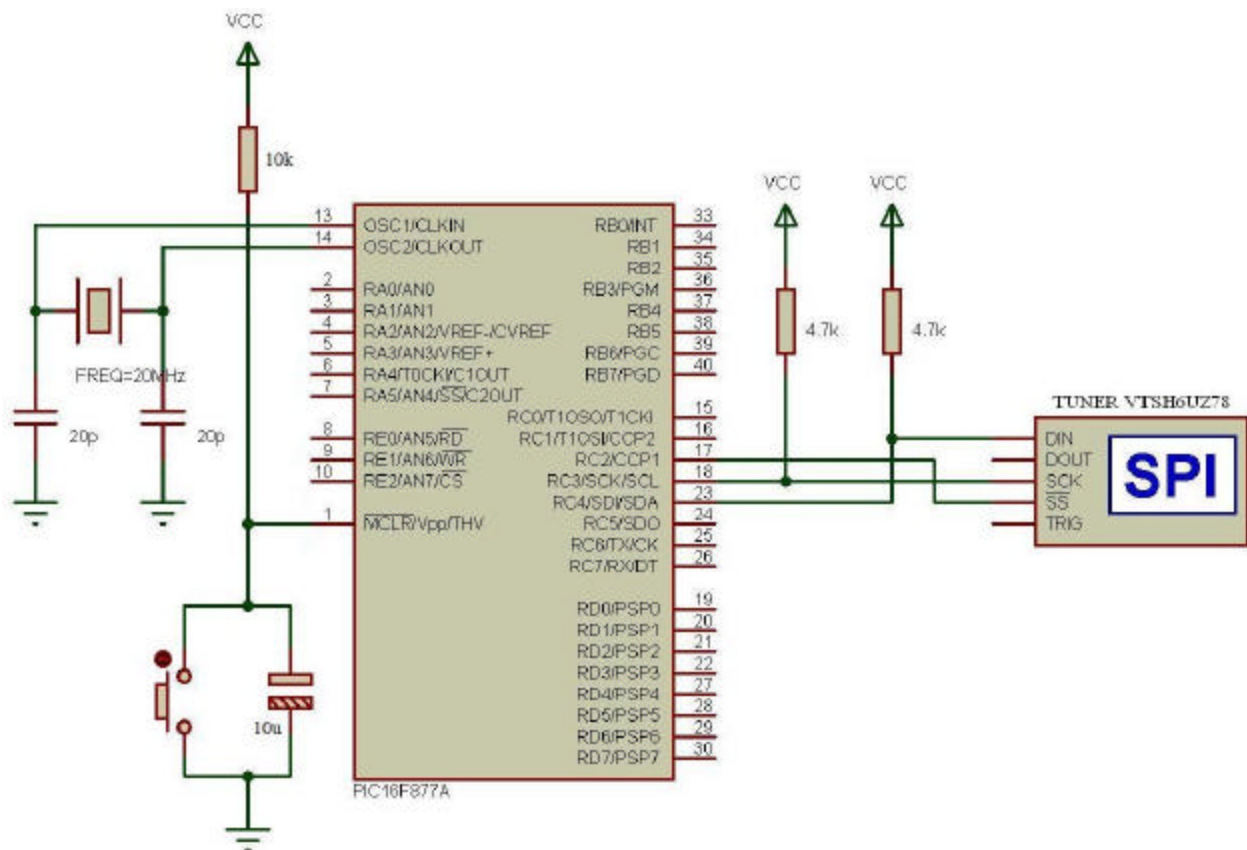 VCC
10k
VCC
VCC
13 OSC1/CLKIN
14 OSC2/CLKOUT
2 RA0/AN0
3 RA1/AN1
4 RA2/AN2/VREF-/CVREF
5 RA3/AN3/VREF+
6 RA4/T0CKI/C1OUT
7 RA5/AN4/SS/C2OUT
8 RE0/AN5/RD
9 RE1/AN6/WR
10 RE2/AN7/CS
1 MCLR/Vpp/THV
RB0/INT 33
RB1 34
RB2 35
RB3/PGM 36
RB4 37
RB5 38
RB6/PGC 39
RB7/PGD 40
RC0/T1OSO/T1CKI 15
RC1/T1OSI/CCP2 16
RC2/CCP1 17
RC3/SCK/SCL 18
RC4/SDI/SDA 23
RC5/SDO 24
RC6/TX/CK 25
RC7/RX/DT 26
RD0/PSP0 19
RD1/PSP1 20
RD2/PSP2 21
RD3/PSP3 22
RD4/PSP4 27
RD5/PSP5 28
RD6/PSP6 29
RD7/PSP7 30
PIC16F877A
FREQ=20MHz
20p
20p
10u
4.7k
4.7k
TUNER VTSH6UZ78
DIN
DOUT
SCK
SS
TRIG
SPI